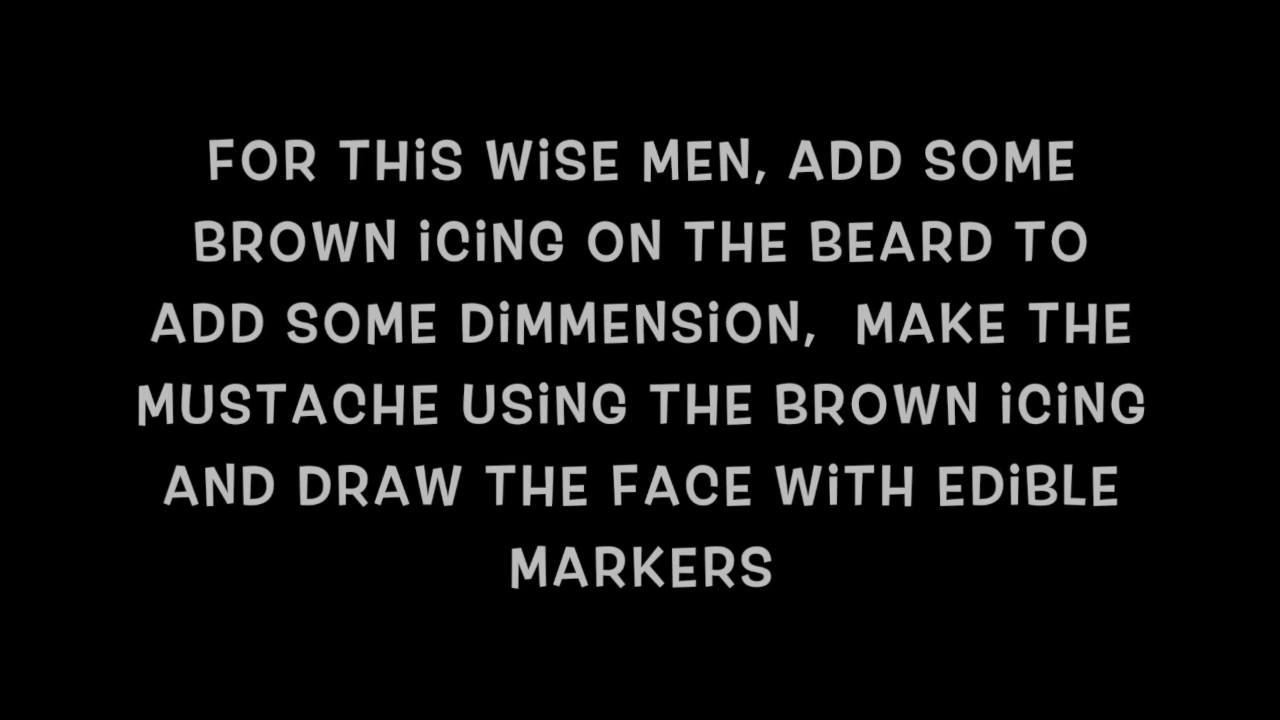 FOR THiS WiSE MEN, ADD SOME
BROWN iCiNG ON THE BEARD TO
ADD SOME DiMMENSiON,  MAKE THE
MUSTACHE USiNG THE BROWN iCiNG
AND DRAW THE FACE WiTH EDiBLE
MARKERS